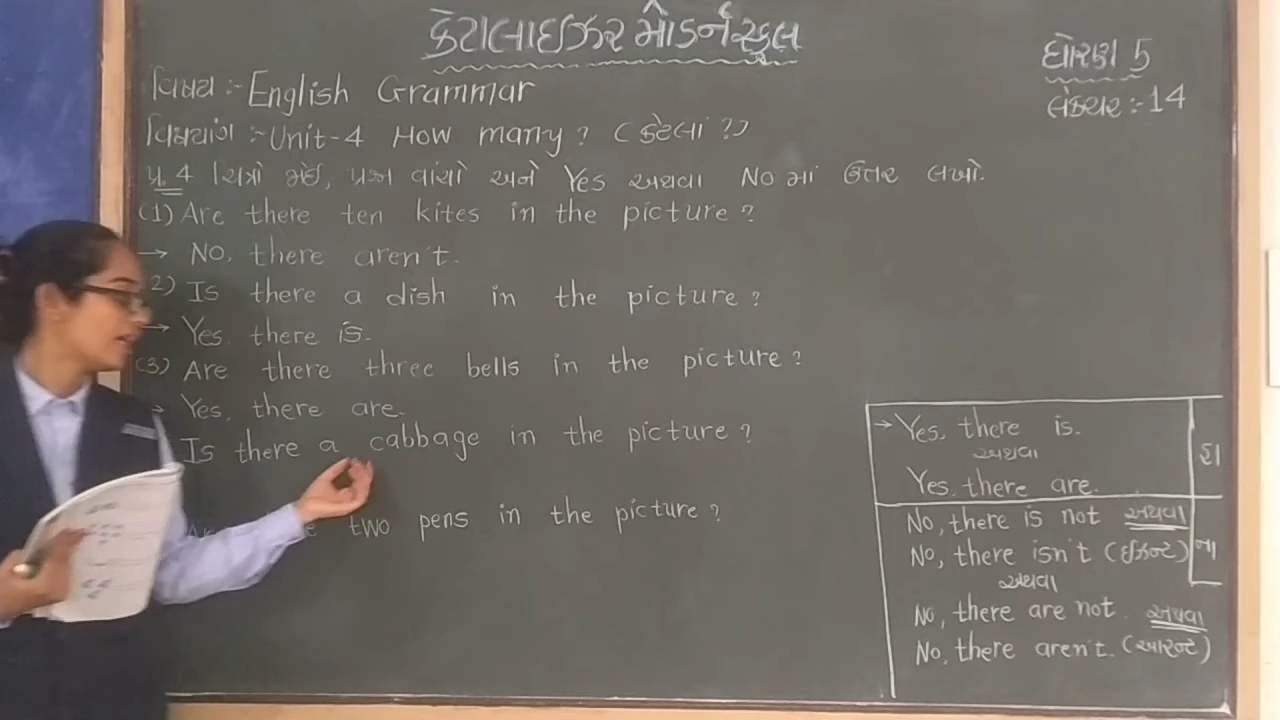 કેટાલાઈઝર મોર્ડન સ્કુલ
ધોરણ 5
લેક્ચર :- 14
વિષય :- English Grammar
વિષયાંગ :- Unit-4 How many? (કેટલાં ?)
પ્ર. 4 ચિત્રો જોઈ, પ્રશ્ન વાંચો અને Yes અથવા No માં ઉત્તર લખો.
(1) Are there ten kites in the picture?
→ No, there aren't.
2) Is there a dish in the picture?
→ Yes, there is.
(3) Are there three bells in the picture?
→ Yes, there are.
Is there a cabbage in the picture?
two pens in the picture?
→ Yes, there is.
અથવા
Yes, there are.
હા
No, there is not અથવા
No, there isn't (ઈઝન્ટ)
ના
અથવા
No, there are not અથવા
No, there aren't. (આરન્ટ)